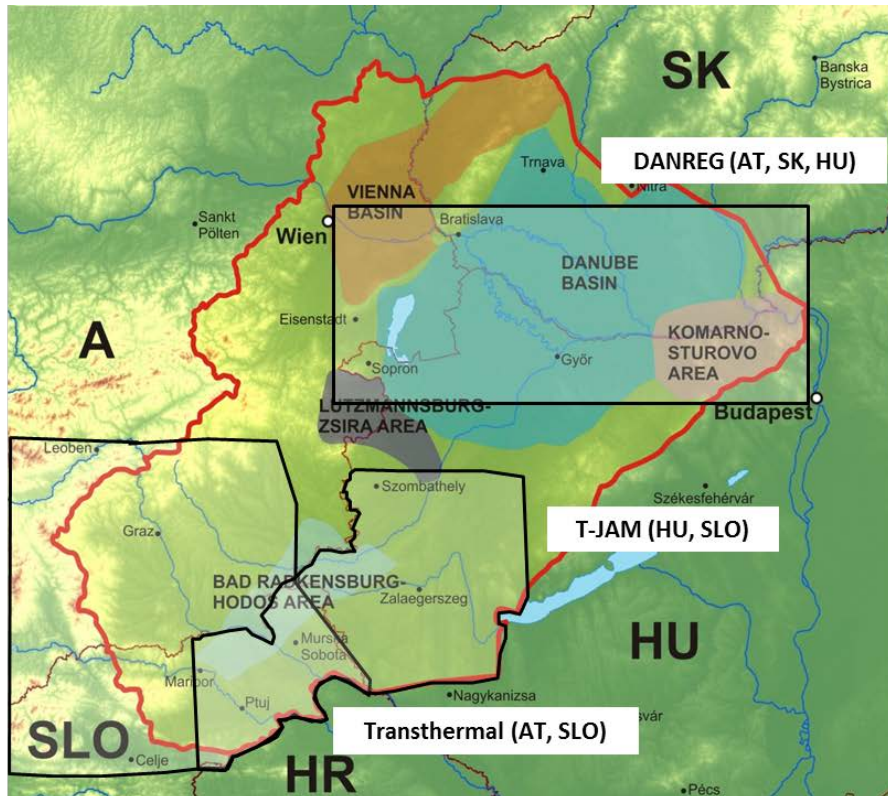 SK
Banska
Bystrica
DANREG (AT, SK, HU)
Trnava
Nitra
VIENNA
BASIN
Sankt
Pölten
Wien
Bratislava
DANUBE
BASIN
Eisenstadt
A
KOMARNO-
STUROVO
AREA
Sopron
Győr
Budapest
LUTZMANNSBURG-
ZSIRA AREA
Leoben
Szombathely
Székesfehérvár
T-JAM (HU, SLO)
Graz
BAD RADKENSBURG-
HODOS AREA
Zalaegerszeg
HU
Murska
Sobota
Maribor
Ptuj
Nagykanizsa
Transthermal (AT, SLO)
SLO
Celje
HR
Pécs